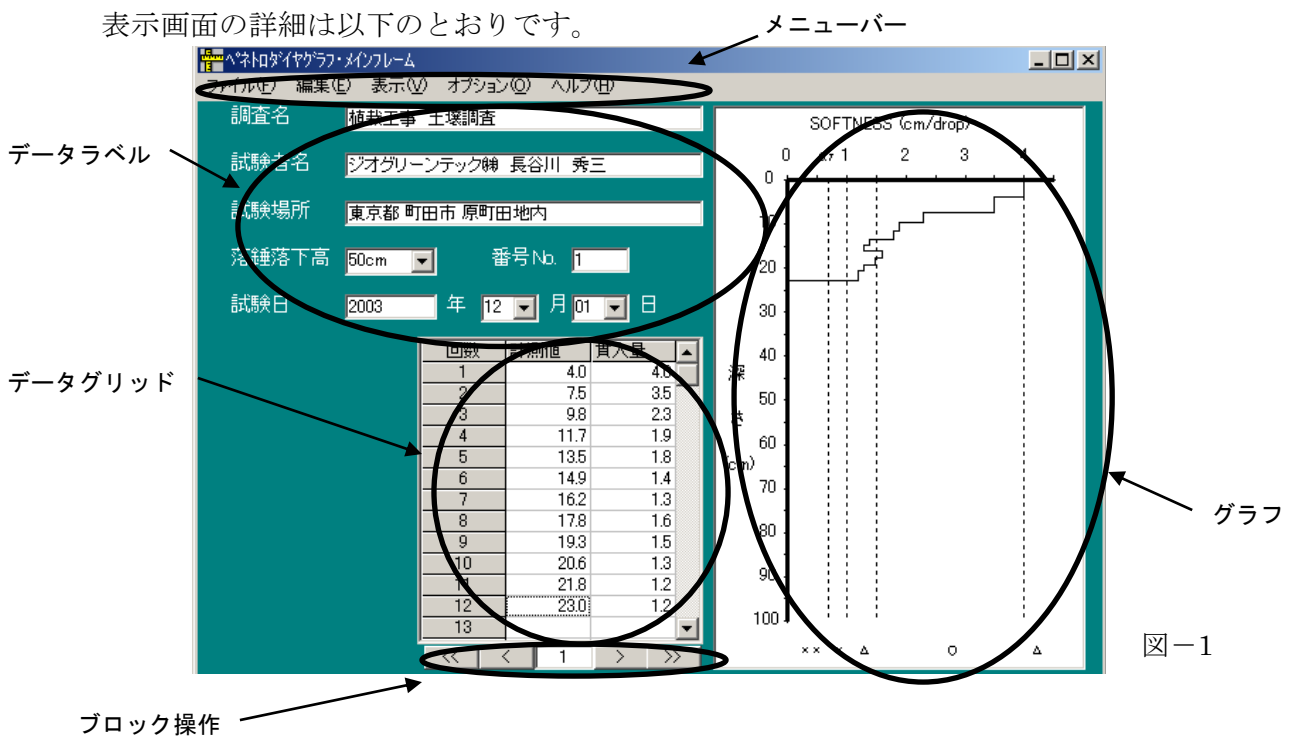 表示画面の詳細は以下のとおりです。
メニューバー
ペネトロダイヤグラフ・メインフレーム
ファイル(F) 編集(E) 表示(V) オプション(O) ヘルプ(H)
データラベル
調査名 植栽工事 土壌調査
試験者名 ジオグリーンテック㈱ 長谷川 秀三
試験場所 東京都 町田市 原町田地内
落錘落下高 50cm 番号No. 1
試験日 2003 年 12 月 01 日
データグリッド
回数 計測値 貫入量
1 4.0 4.0
2 7.5 3.5
3 9.8 2.3
4 11.7 1.9
5 13.5 1.8
6 14.9 1.4
7 16.2 1.3
8 17.8 1.6
9 19.3 1.5
10 20.6 1.3
11 21.8 1.2
12 23.0 1.2
13
<< < 1 > >>
ブロック操作
SOFTNESS (cm/drop)
0 0.7 1 2 3 4
0
10
20
30
40
50
60
70
80
90
100
深さ(cm)
×× × △ ○ △
グラフ
図－1